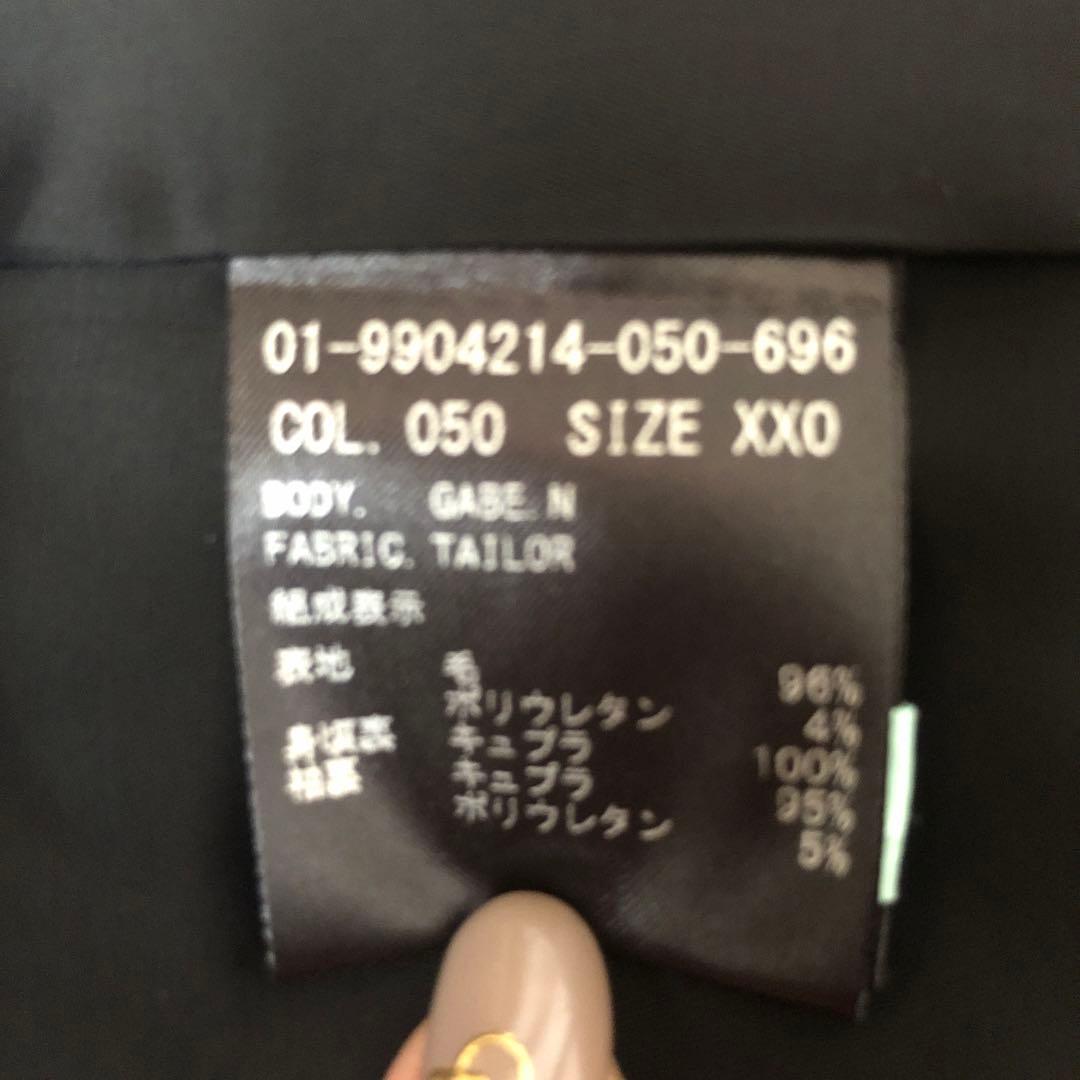 01-9904214-050-696
COL. 050 SIZE XXO
BODY. GABE.N
FABRIC. TAILOR
組成表示
表地 毛 96%
ポリウレタン 4%
身頃裏 キュプラ 100%
袖裏 キュプラ 95%
ポリウレタン 5%